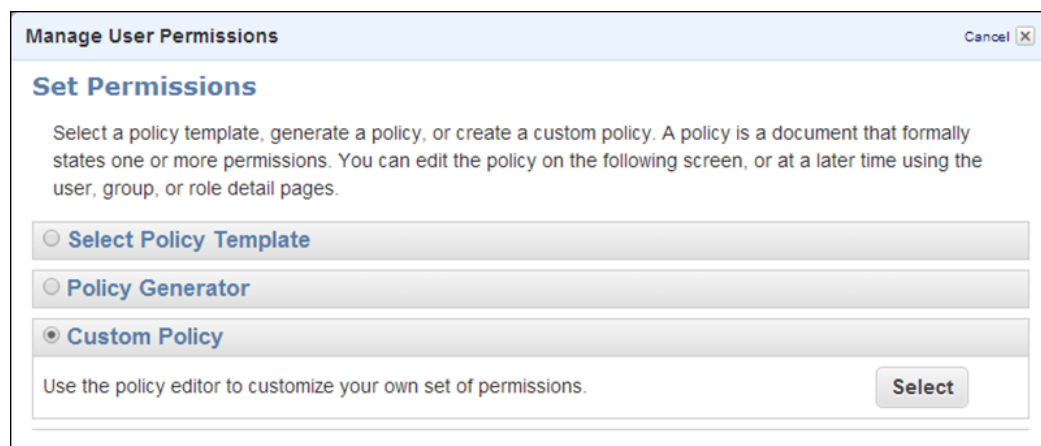 Manage User Permissions
Cancel
Set Permissions
Select a policy template, generate a policy, or create a custom policy. A policy is a document that formally
states one or more permissions. You can edit the policy on the following screen, or at a later time using the
user, group, or role detail pages.
Select Policy Template
Policy Generator
Custom Policy
Use the policy editor to customize your own set of permissions.
Select